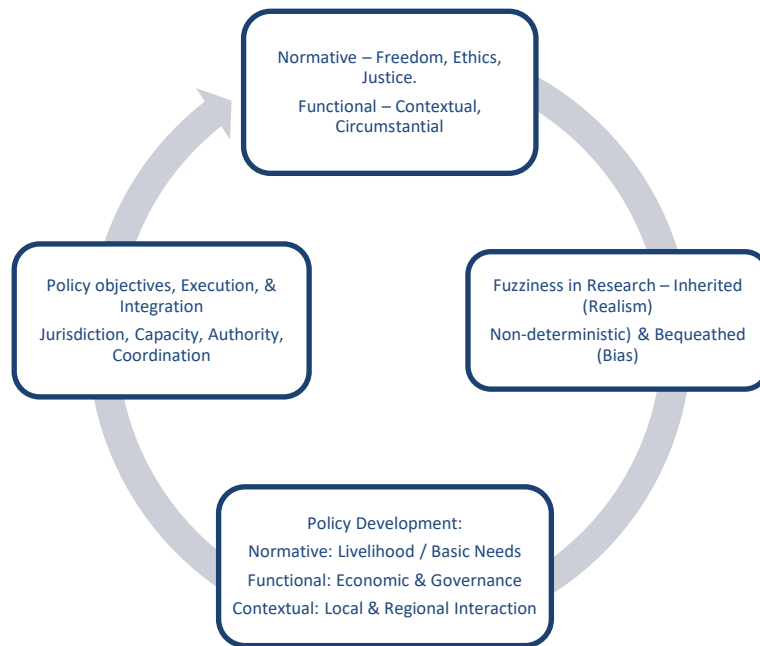 Normative – Freedom, Ethics,
Justice.
Functional – Contextual,
Circumstantial
Fuzziness in Research – Inherited
(Realism)
Non-deterministic) & Bequeathed
(Bias)
Policy Development:
Normative: Livelihood / Basic Needs
Functional: Economic & Governance
Contextual: Local & Regional Interaction
Policy objectives, Execution, &
Integration
Jurisdiction, Capacity, Authority,
Coordination